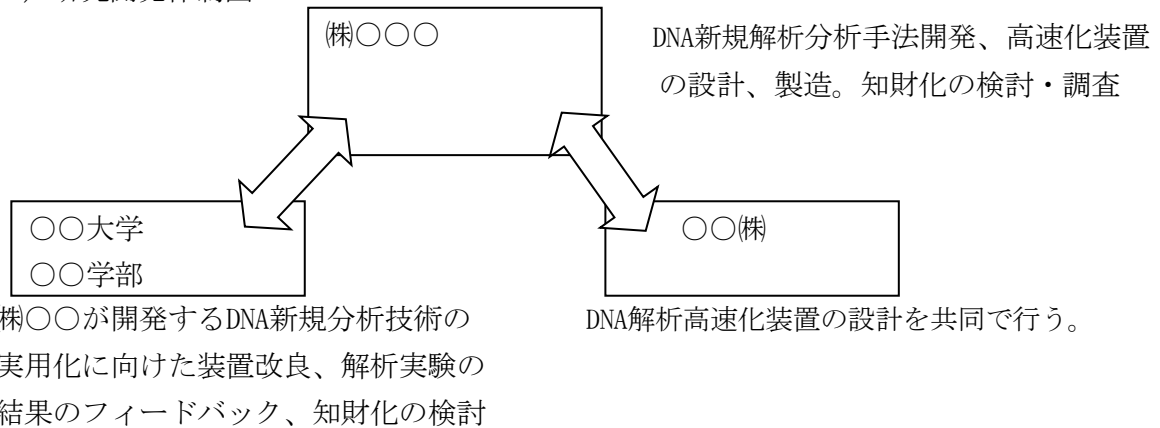 ㈱○○○
DNA新規解析分析手法開発、高速化装置
の設計、製造。知財化の検討・調査
○○大学
○○学部
○○㈱
㈱○○が開発するDNA新規分析技術の
実用化に向けた装置改良、解析実験の
結果のフィードバック、知財化の検討
DNA解析高速化装置の設計を共同で行う。